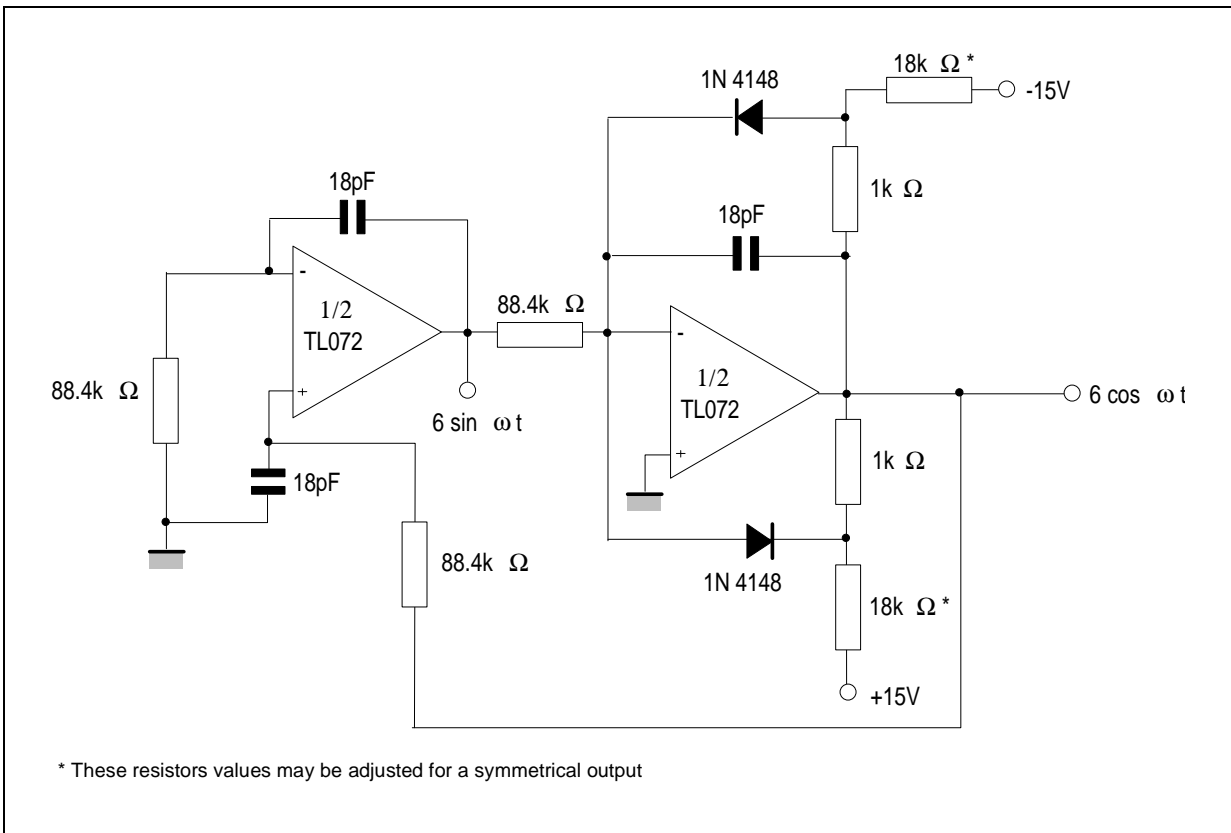 18k Ω *
1N 4148
-15V
1k Ω
18pF
18pF
-
1/2
TL072
+
88.4k Ω
-
1/2
TL072
+
88.4k Ω
6 sin ω t
6 cos ω t
1k Ω
18pF
88.4k Ω
1N 4148
18k Ω *
+15V
* These resistors values may be adjusted for a symmetrical output